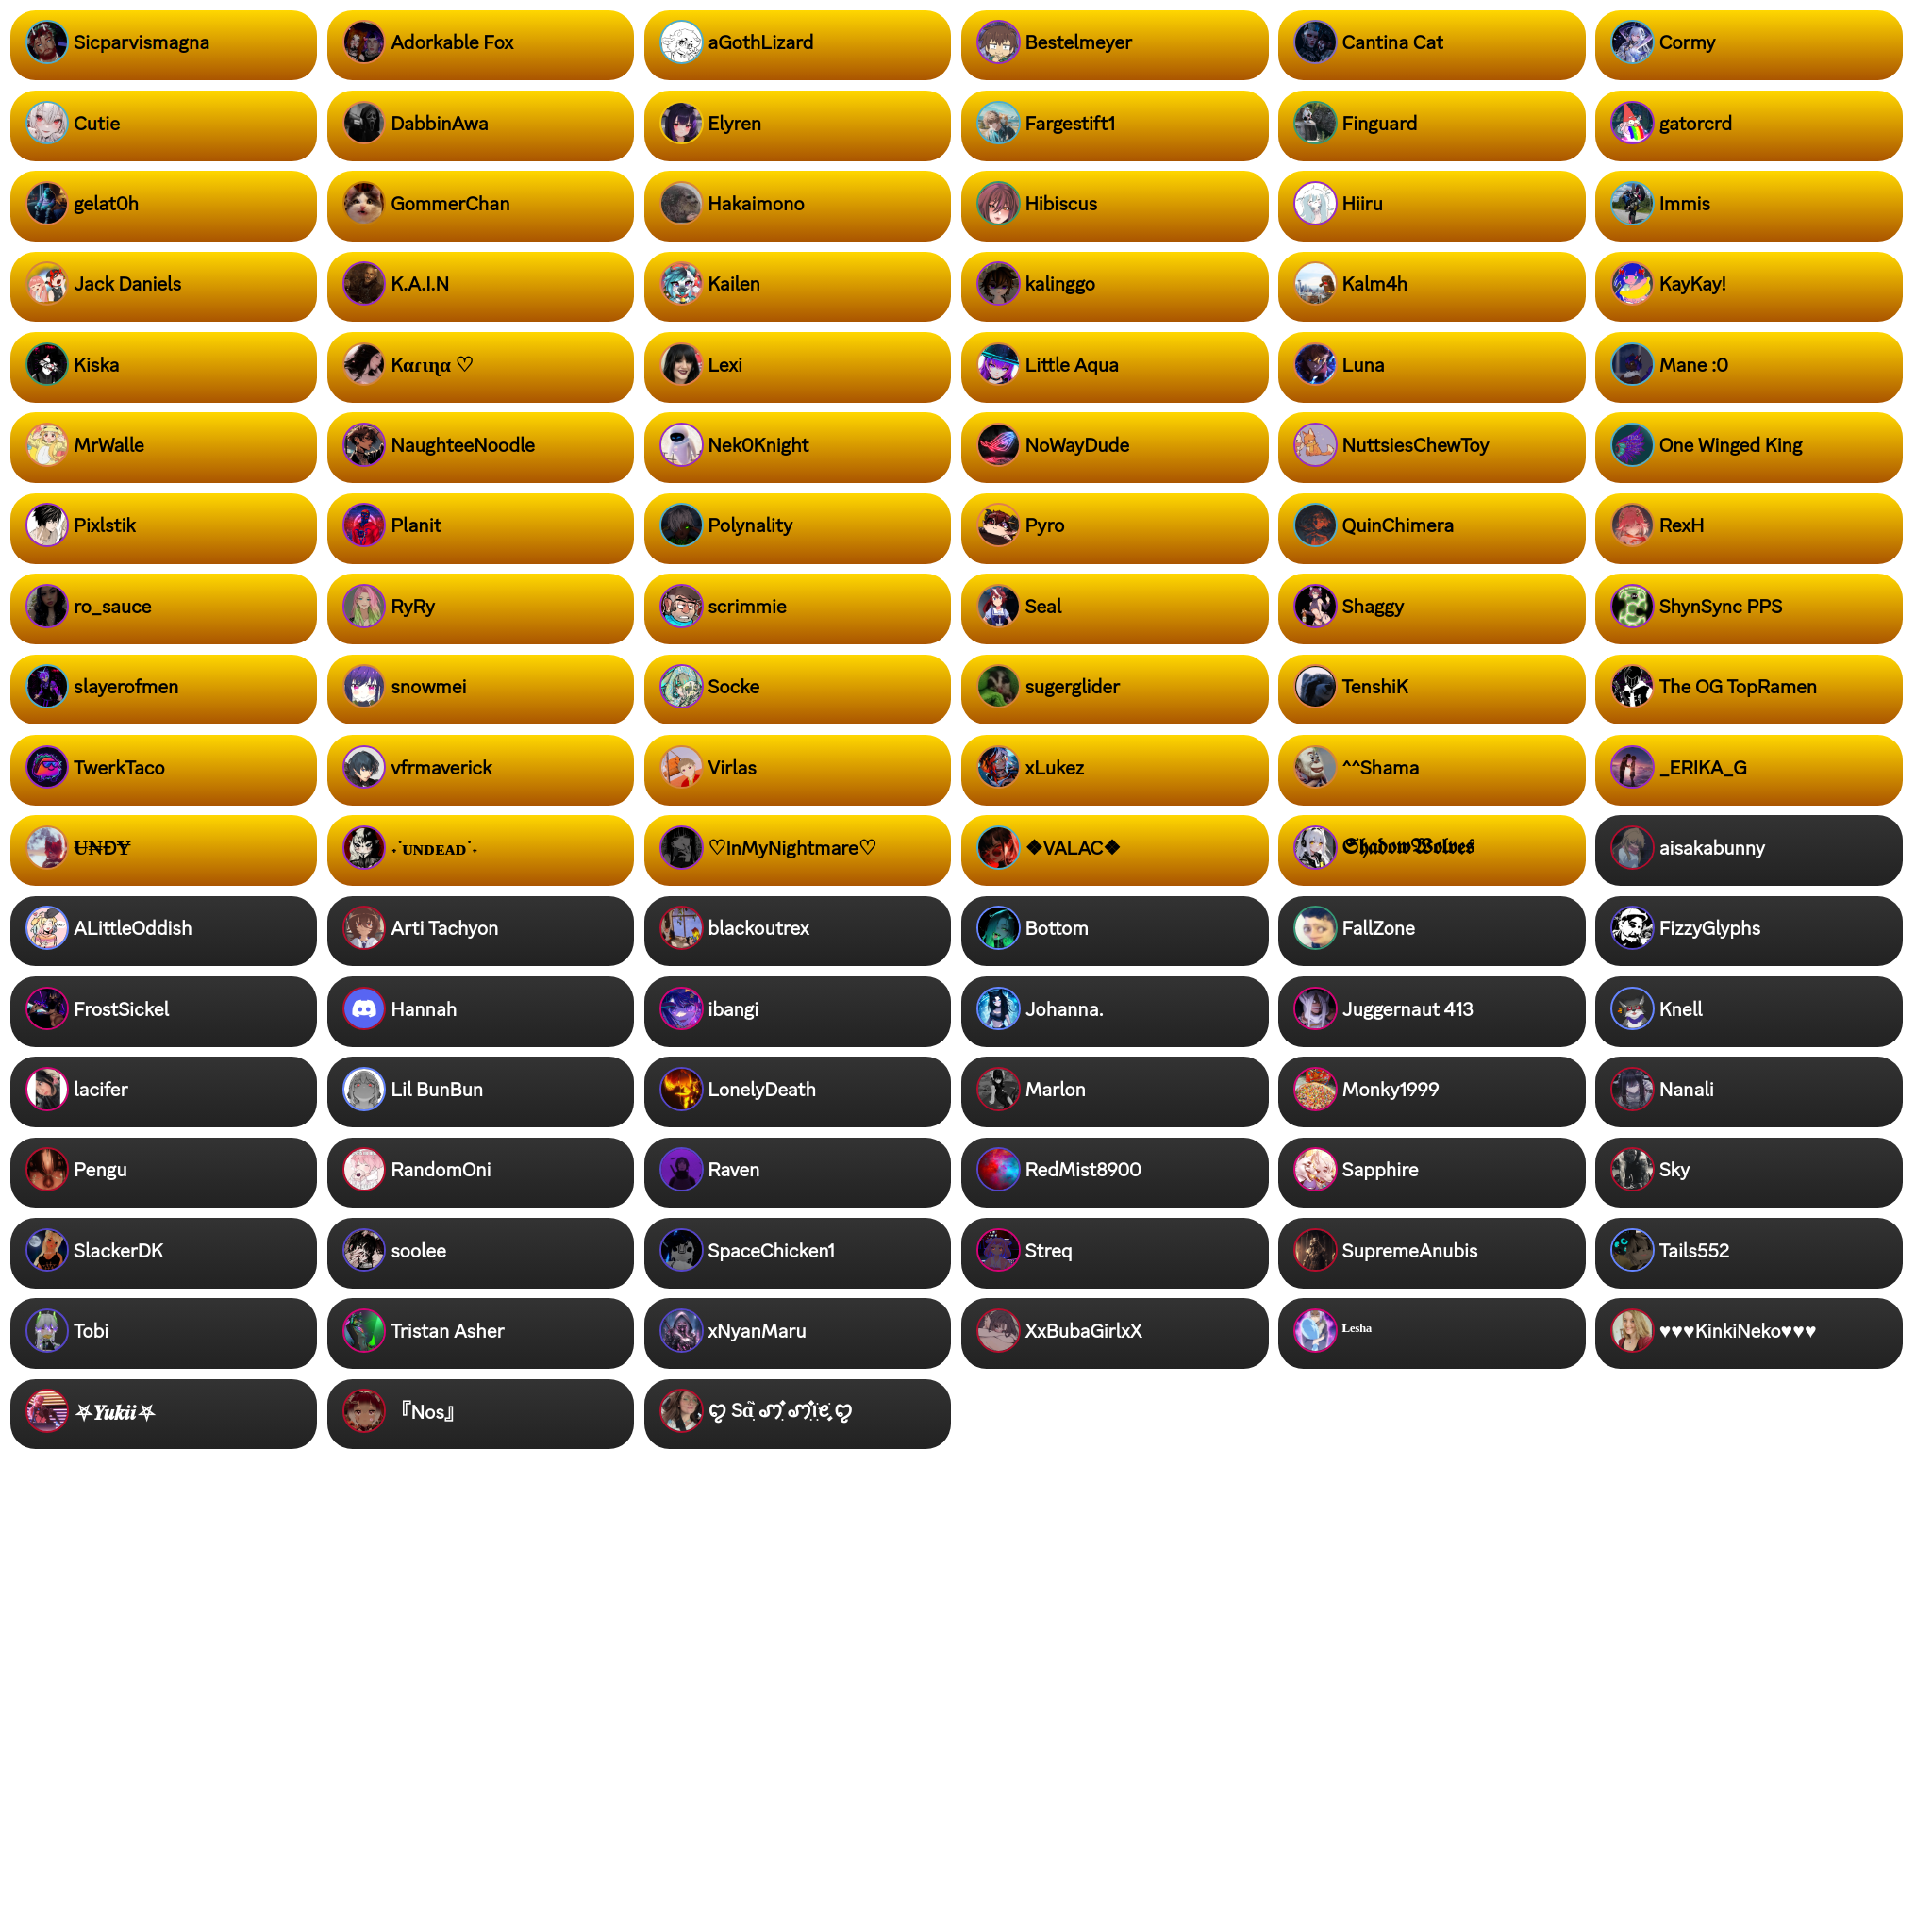 Sicparvismagna Adorkable Fox aGothLizard Bestelmeyer Cantina Cat Cormy
Cutie DabbinAwa Elyren Fargestift1 Finguard gatorcrd
gelat0h GommerChan Hakaimono Hibiscus Hiiru Immis
Jack Daniels K.A.I.N Kailen kalinggo Kalm4h KayKay!
Kiska Kαɾιɳα ♡ Lexi Little Aqua Luna Mane :0
MrWalle NaughteeNoodle Nek0Knight NoWayDude NuttsiesChewToy One Winged King
Pixlstik Planit Polynality Pyro QuinChimera RexH
ro_sauce RyRy scrimmie Seal Shaggy ShynSync PPS
slayerofmen snowmei Socke sugerglider TenshiK The OG TopRamen
TwerkTaco vfrmaverick Virlas xLukez ^^Shama _ERIKA_G
Ʉ₦ĐɎ ˖˙ᴜɴᴅᴇᴀᴅ˙˖ ♡InMyNightmare♡ ❖VALAC❖ 𝕾𝖍𝖆𝖉𝖔𝖜𝖂𝖔𝖑𝖛𝖊𝖘 aisakabunny
ALittleOddish Arti Tachyon blackoutrex Bottom FallZone FizzyGlyphs
FrostSickel Hannah ibangi Johanna. Juggernaut 413 Knell
lacifer Lil BunBun LonelyDeath Marlon Monky1999 Nanali
Pengu RandomOni Raven RedMist8900 Sapphire Sky
SlackerDK soolee SpaceChicken1 Streq SupremeAnubis Tails552
Tobi Tristan Asher xNyanMaru XxBubaGirlxX ᴸᵉˢʰᵃ ♥♥♥KinkiNeko♥♥♥
⛧𝒀𝒖𝒌𝒊𝒊⛧ 『Nos』